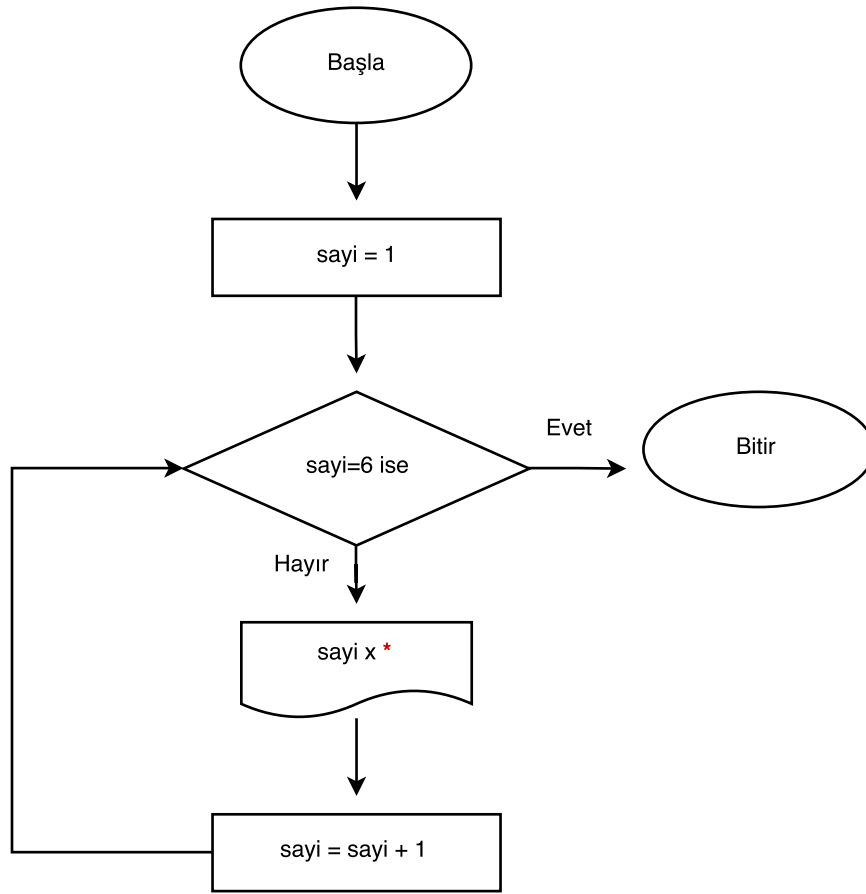 Başla
sayi = 1
sayi=6 ise
Evet
Bitir
Hayır
sayi x *
sayi = sayi + 1